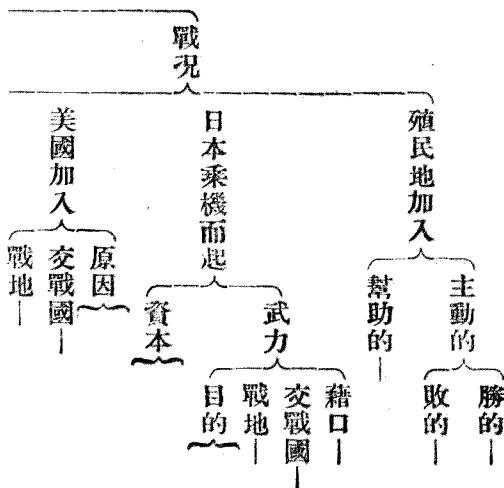 戰況
殖民地加入
主動的
勝的
敗的
幫助的
日本乘機而起
武力
藉口
交戰國
戰地
目的
資本
美國加入
原因
交戰國
戰地